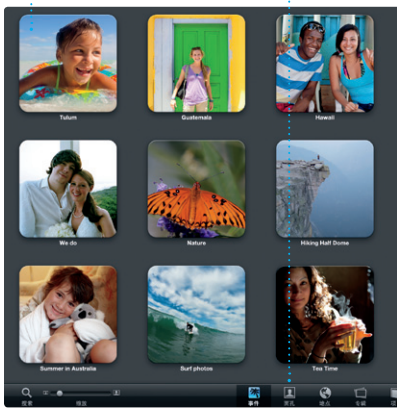 Tulum
Guatemala
Hawaii
We do
Nature
Hiking Half Dome
Summer in Australia
Surf photos
Tea Time
搜索
缩放
事件
面孔
地点
专辑